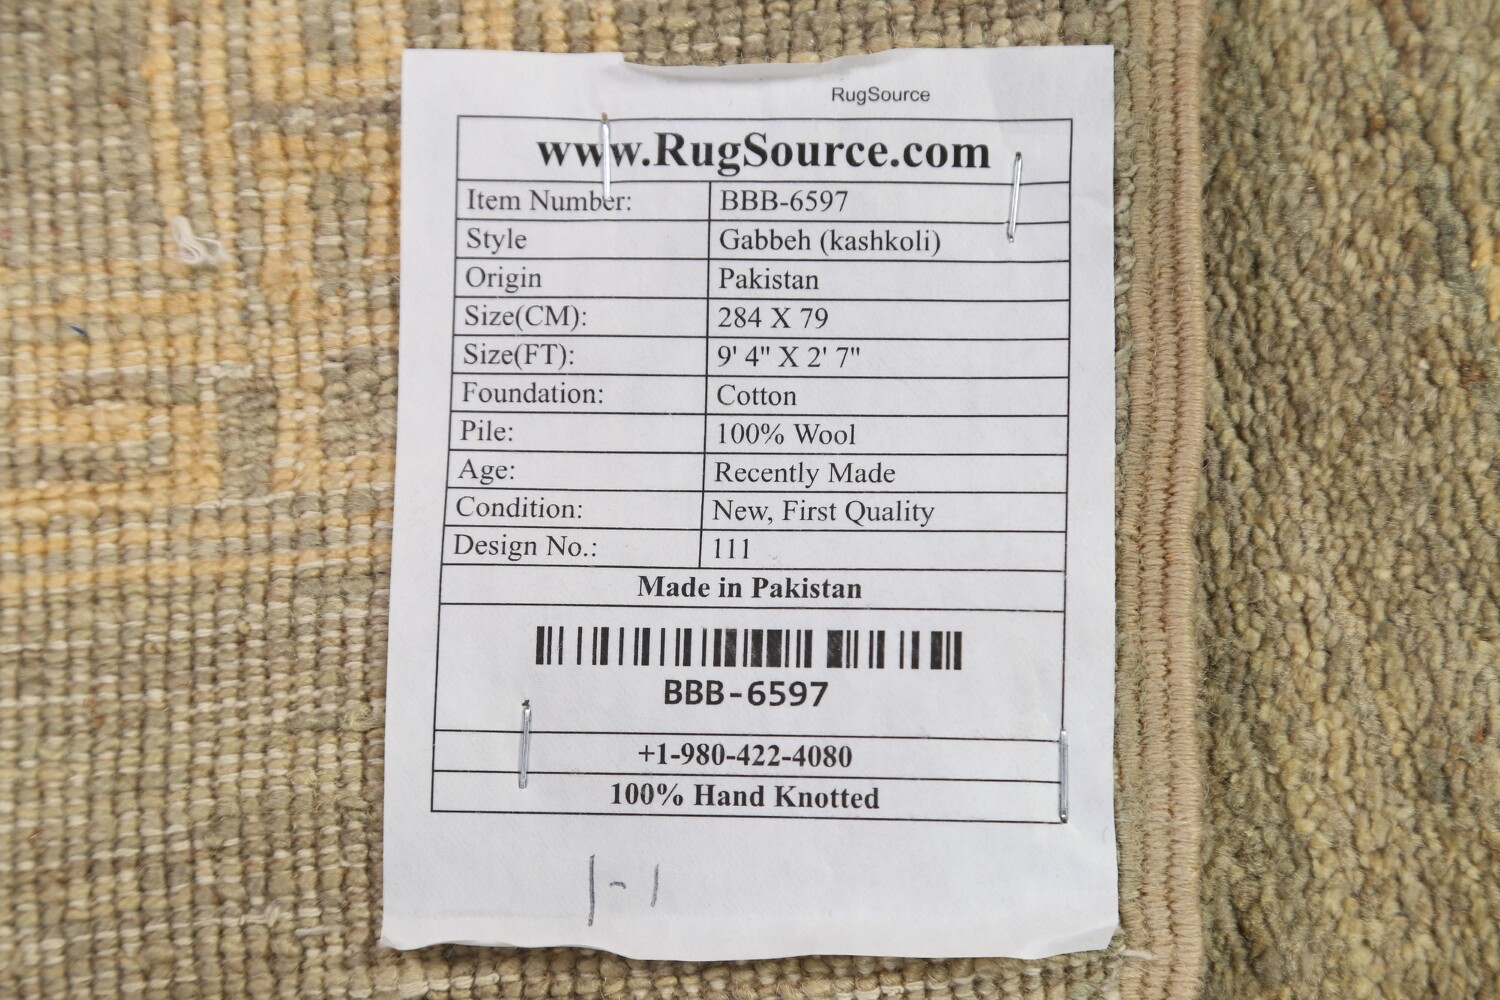 RugSource
www.RugSource.com
Item Number: BBB-6597
Style Gabbeh (kashkoli)
Origin Pakistan
Size(CM): 284 X 79
Size(FT): 9' 4" X 2' 7"
Foundation: Cotton
Pile: 100% Wool
Age: Recently Made
Condition: New, First Quality
Design No.: 111
Made in Pakistan
BBB-6597
+1-980-422-4080
100% Hand Knotted
1-1